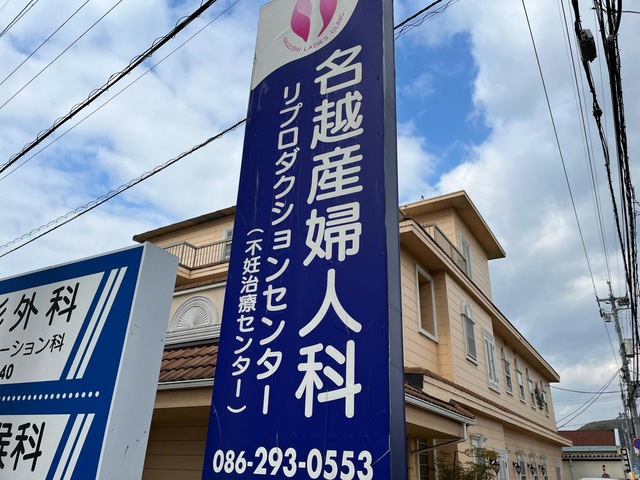 NAGOSHI LADIES CLINIC
名越産婦人科
リプロダクションセンター
（不妊治療センター）
086-293-0553
形外科
ーション科
40
喉科